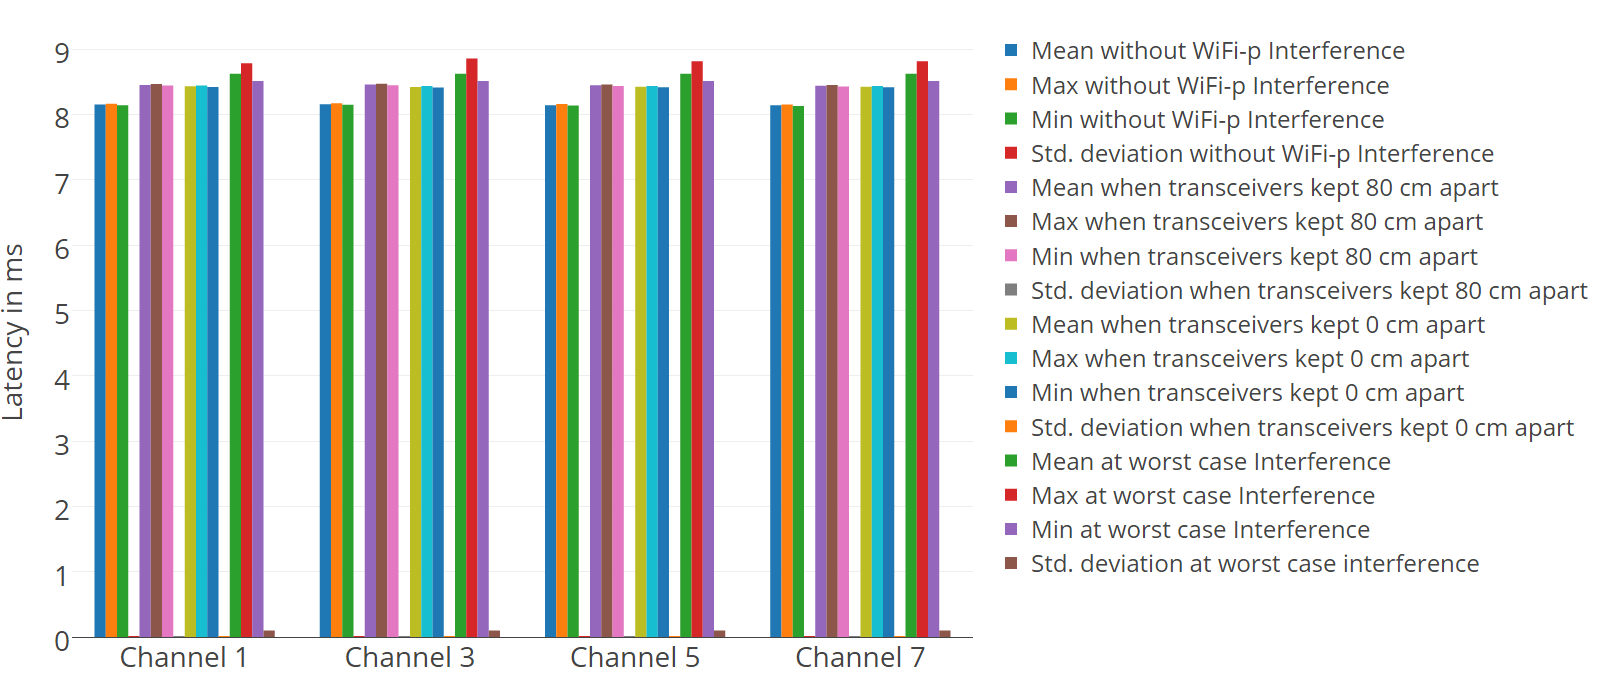 9
8
7
6
5
4
3
2
1
0
Latency in ms
Channel 1
Channel 3
Channel 5
Channel 7
Mean without WiFi-p Interference
Max without WiFi-p Interference
Min without WiFi-p Interference
Std. deviation without WiFi-p Interference
Mean when transceivers kept 80 cm apart
Max when transceivers kept 80 cm apart
Min when transceivers kept 80 cm apart
Std. deviation when transceivers kept 80 cm apart
Mean when transceivers kept 0 cm apart
Max when transceivers kept 0 cm apart
Min when transceivers kept 0 cm apart
Std. deviation when transceivers kept 0 cm apart
Mean at worst case Interference
Max at worst case Interference
Min at worst case Interference
Std. deviation at worst case interference